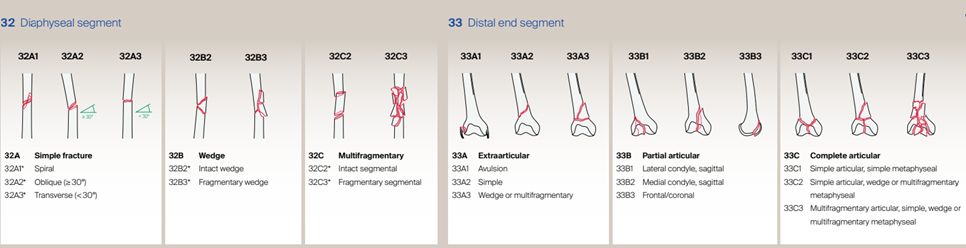 32 Diaphyseal segment
32A1 32A2 32A3
<30°
<30°
32A Simple fracture
32A1* Spiral
32A2* Oblique (≥30°)
32A3* Transverse (<30°)
32B2 32B3
32B Wedge
32B2* Intact wedge
32B3* Fragmentary wedge
32C2 32C3
32C Multifragmentary
32C2* Intact segmental
32C3* Fragmentary segmental
33 Distal end segment
33A1 33A2 33A3
33A Extraarticular
33A1 Avulsion
33A2 Simple
33A3 Wedge or multifragmentary
33B1 33B2 33B3
33B Partial articular
33B1 Lateral condyle, sagittal
33B2 Medial condyle, sagittal
33B3 Frontal/coronal
33C1 33C2 33C3
33C Complete articular
33C1 Simple articular, simple metaphyseal
33C2 Simple articular, wedge or multifragmentary
metaphyseal
33C3 Multifragmentary articular, simple, wedge or
multifragmentary metaphyseal